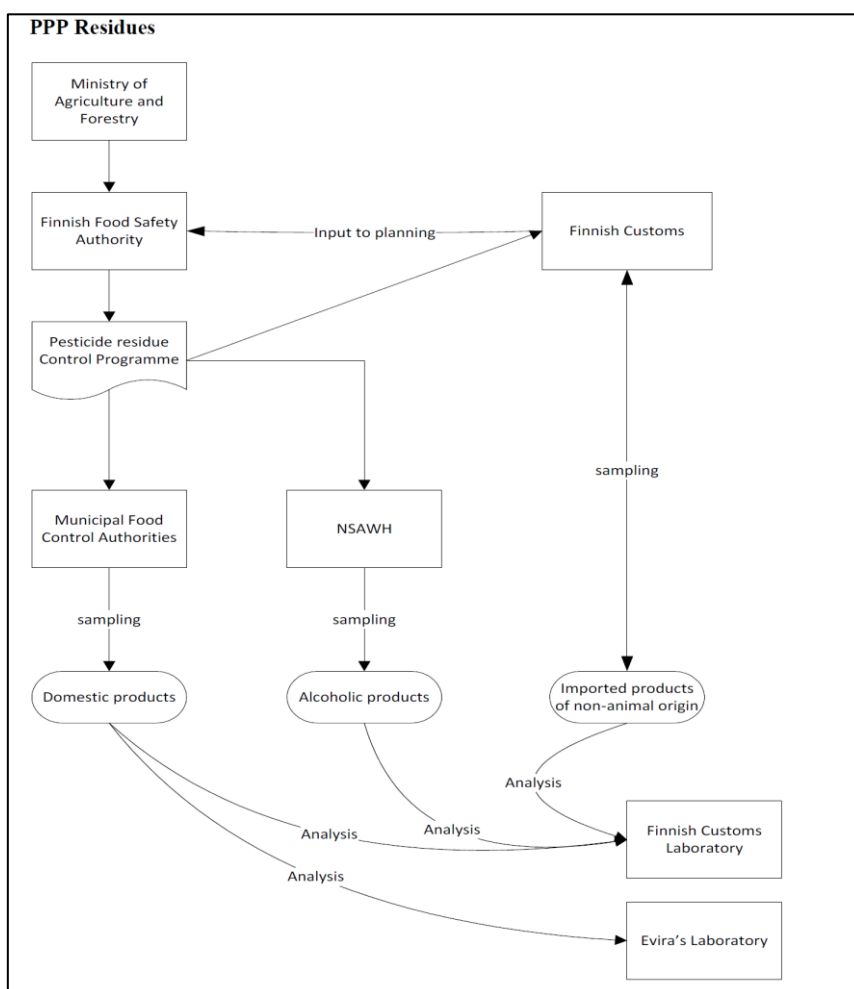 PPP Residues
Ministry of
Agriculture and
Forestry
Finnish Food Safety
Authority
Input to planning
Finnish Customs
Pesticide residue
Control Programme
sampling
Municipal Food
Control Authorities
NSAWH
sampling
sampling
Domestic products
Alcoholic products
Imported products
of non-animal origin
Analysis
Analysis
Analysis
Finnish Customs
Laboratory
Analysis
Evira's Laboratory